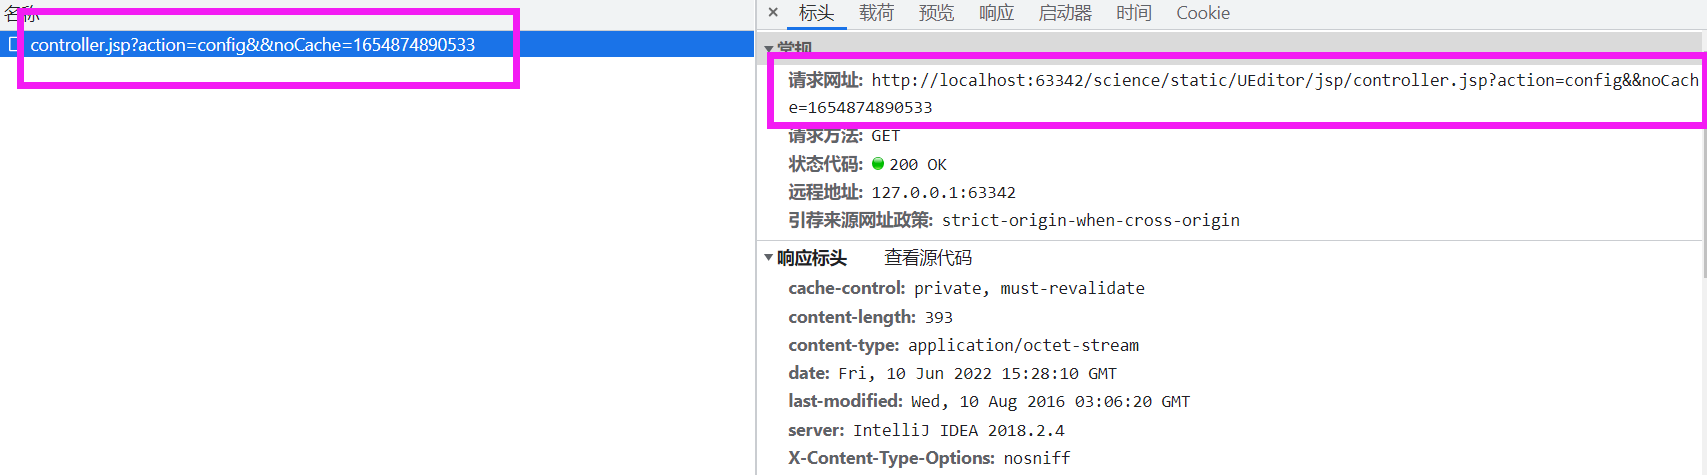 名称
controller.jsp?action=config&&noCache=1654874890533
× 标头 载荷 预览 响应 启动器 时间 Cookie
常规
请求网址: http://localhost:63342/science/static/UEditor/jsp/controller.jsp?action=config&&noCach
e=1654874890533
请求方法: GET
状态代码: 200 OK
远程地址: 127.0.0.1:63342
引荐来源网址政策: strict-origin-when-cross-origin
响应标头 查看源代码
cache-control: private, must-revalidate
content-length: 393
content-type: application/octet-stream
date: Fri, 10 Jun 2022 15:28:10 GMT
last-modified: Wed, 10 Aug 2016 03:06:20 GMT
server: IntelliJ IDEA 2018.2.4
X-Content-Type-Options: nosniff